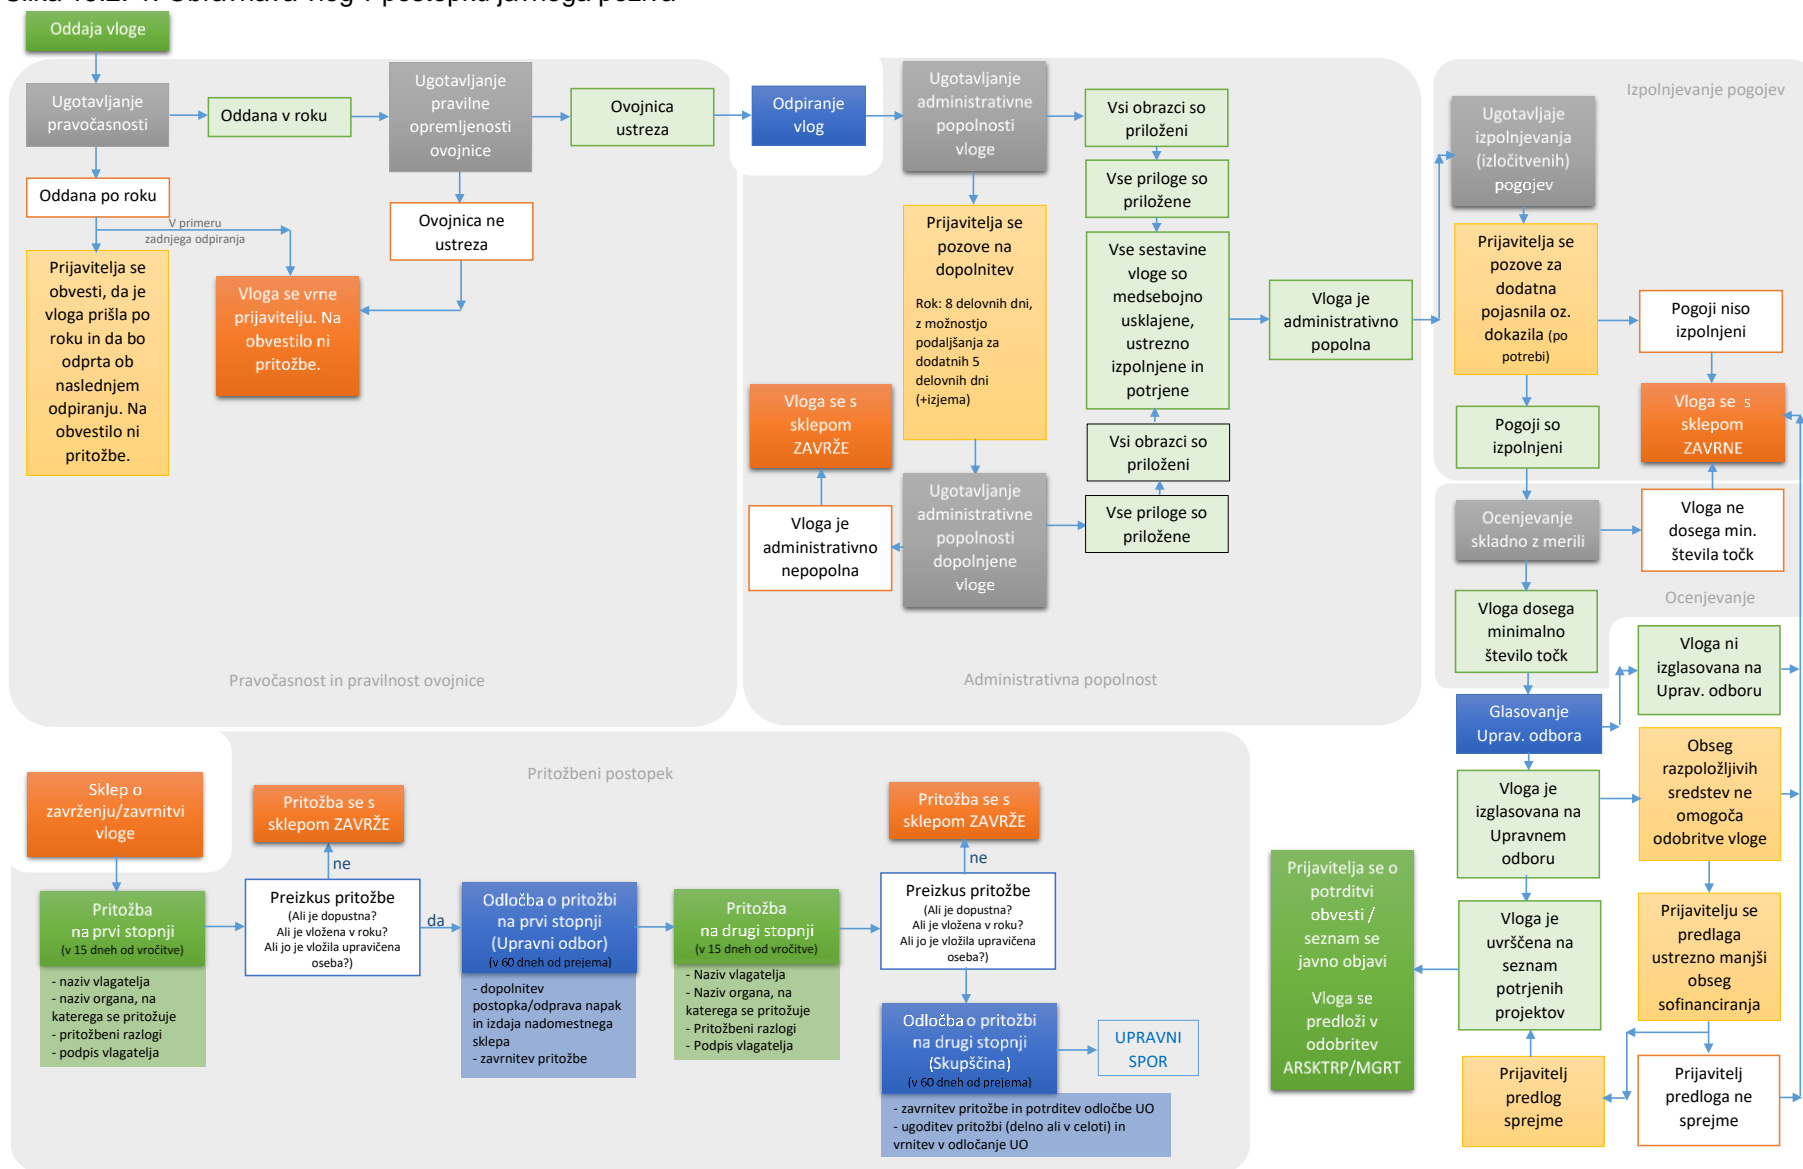 Oddaja vloge
Ugotavljanje
pravočasnosti
Oddana v roku
Ugotavljanje
pravilne
opremljenosti
ovojnice
Ovojnica
ustreza
Oddana po roku
V primeru
zadnjega odpiranja
Ovojnica ne
ustreza
Prijavitelja se
obvesti, da je
vloga prišla po
roku in da bo
odprta ob
naslednjem
odpiranju. Na
obvestilo ni
pritožbe.
Vloga se vrne
prijavitelju. Na
obvestilo ni
pritožbe.
Pravočasnost in pravilnost ovojnice
Odpiranje
vlog
Ugotavljanje
administrativne
popolnosti
vloge
Vsi obrazci so
priloženi
Vse priloge so
priložene
Prijavitelja se
pozove na
dopolnitev
Rok: 8 delovnih dni,
z možnostjo
podaljšanja za
dodatnih 5
delovnih dni
(+izjema)
Vse sestavine
vloge so
medsebojno
usklajene,
ustrezno
izpolnjene in
potrjene
Vloga je
administrativno
popolna
Vloga se s
sklepom
ZAVRŽE
Vsi obrazci so
priloženi
Vloga je
administrativno
nepopolna
Ugotavljanje
administrativne
popolnosti
dopolnjene
vloge
Vse priloge so
priložene
Administrativna popolnost
Izpolnjevanje pogojev
Ugotavljaje
izpolnjevanja
(izločitvenih)
pogojev
Prijavitelja se
pozove za
dodatna
pojasnila oz.
dokazila (po
potrebi)
Pogoji niso
izpolnjeni
Pogoji so
izpolnjeni
Vloga se s
sklepom
ZAVRNE
Ocenjevanje
skladno z merili
Vloga ne
dosega min.
števila točk
Ocenjevanje
Vloga dosega
minimalno
število točk
Vloga ni
izglasovana na
Uprav. odboru
Glasovanje
Uprav. odbora
Vloga je
izglasovana na
Upravnem
odboru
Obseg
razpoložljivih
sredstev ne
omogoča
odobritve vloge
Prijavitelja se o
potrditvi
obvesti /
seznam se
javno objavi
Vloga se
predloži v
odobritev
ARSKTRP/MGRT
Vloga je
uvrščena na
seznam
potrjenih
projektov
Prijavitelju se
predlaga
ustrezno manjši
obseg
sofinanciranja
Prijavitelj
predlog
sprejme
Prijavitelj
predloga ne
sprejme
Pritožbeni postopek
Sklep o
zavrženju/zavrnitvi
vloge
Pritožba se s
sklepom ZAVRŽE
ne
Pritožba
na prvi stopnji
(v 15 dneh od vročitve)
- naziv vlagatelja
- naziv organa, na
katerega se pritožuje
- pritožbeni razlogi
- podpis vlagatelja
Preizkus pritožbe
(Ali je dopustna?
Ali je vložena v roku?
Ali jo je vložila upravičena
oseba?)
da
Odločba o pritožbi
na prvi stopnji
(Upravni odbor)
(v 60 dneh od prejema)
- dopolnitev
postopka/odprava napak
in izdaja nadomestnega
sklepa
- zavrnitev pritožbe
Pritožba
na drugi stopnji
(v 15 dneh od vročitve)
- Naziv vlagatelja
- Naziv organa, na
katerega se pritožuje
- Pritožbeni razlogi
- Podpis vlagatelja
Pritožba se s
sklepom ZAVRŽE
ne
Preizkus pritožbe
(Ali je dopustna?
Ali je vložena v roku?
Ali jo je vložila upravičena
oseba?)
Odločba o pritožbi
na drugi stopnji
(Skupščina)
(v 60 dneh od prejema)
- zavrnitev pritožbe in potrditev odločbe UO
- ugoditev pritožbi (delno ali v celoti) in
vrnitev v odločanje UO
UPRAVNI
SPOR